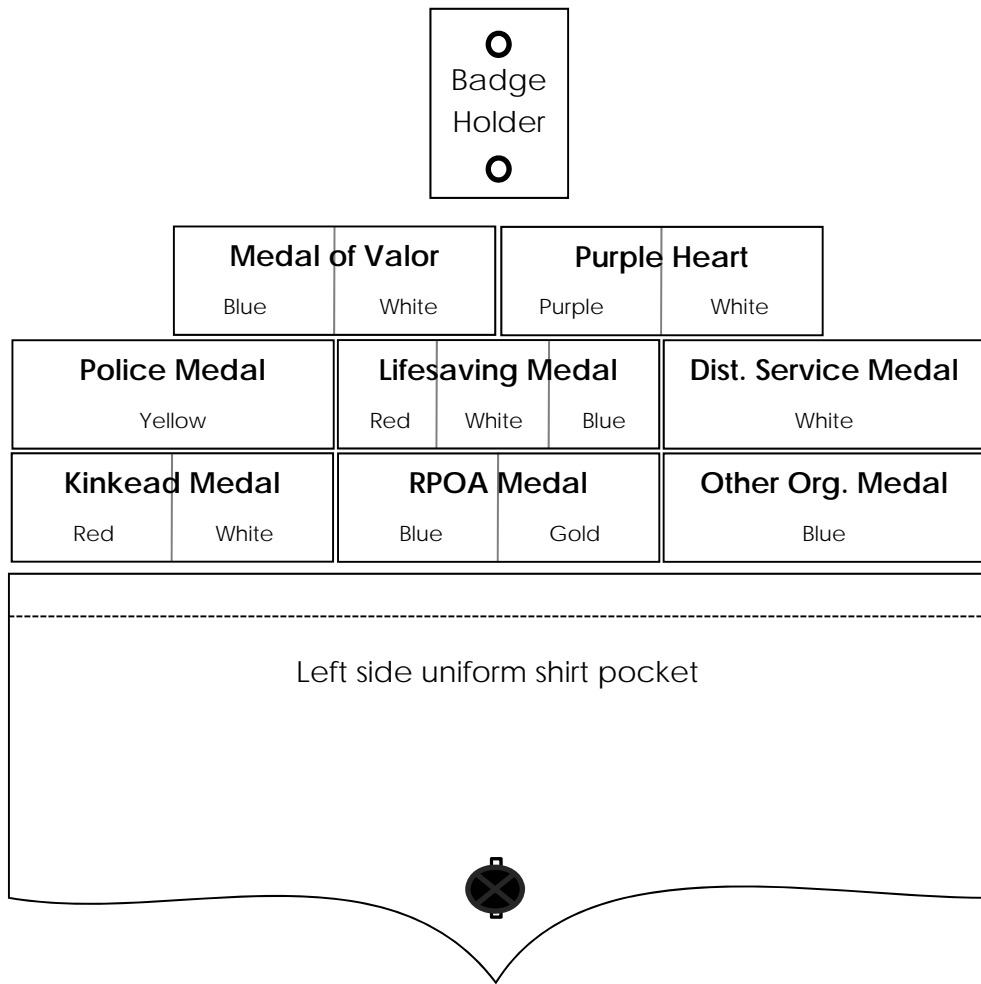 Badge
Holder
Medal of Valor Purple Heart
Blue White Purple White
Police Medal Lifesaving Medal Dist. Service Medal
Yellow Red White Blue White
Kinkead Medal RPOA Medal Other Org. Medal
Red White Blue Gold Blue
Left side uniform shirt pocket